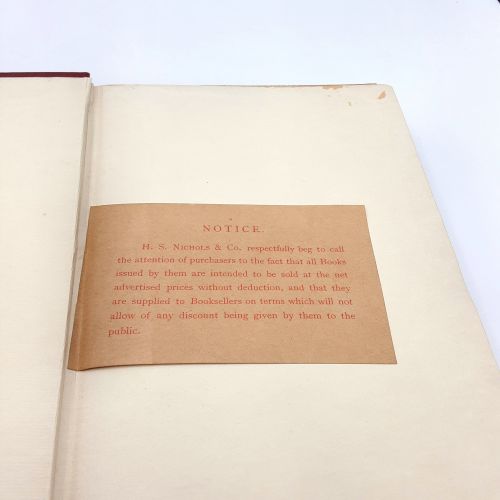 NOTICE.
H. S. NICHOLS & Co. respectfully beg to call
the attention of purchasers to the fact that all Books
issued by them are intended to be sold at the net
advertised prices without deduction, and that they
are supplied to Booksellers on terms which will not
allow of any discount being given by them to the
public.